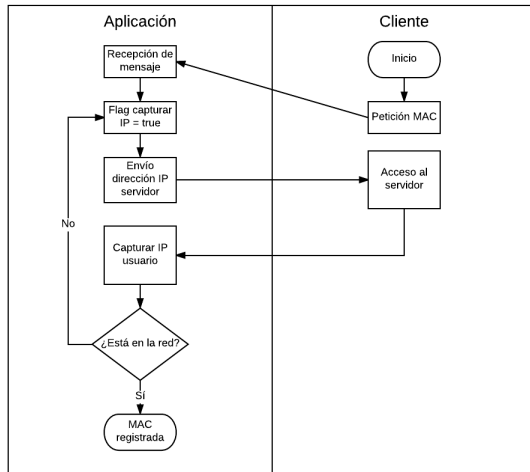 Aplicación
Cliente
Recepción de
mensaje
Inicio
Flag capturar
IP = true
Petición MAC
Envío
dirección IP
servidor
Acceso al
servidor
No
Capturar IP
usuario
¿Está en la red?
Sí
MAC
registrada